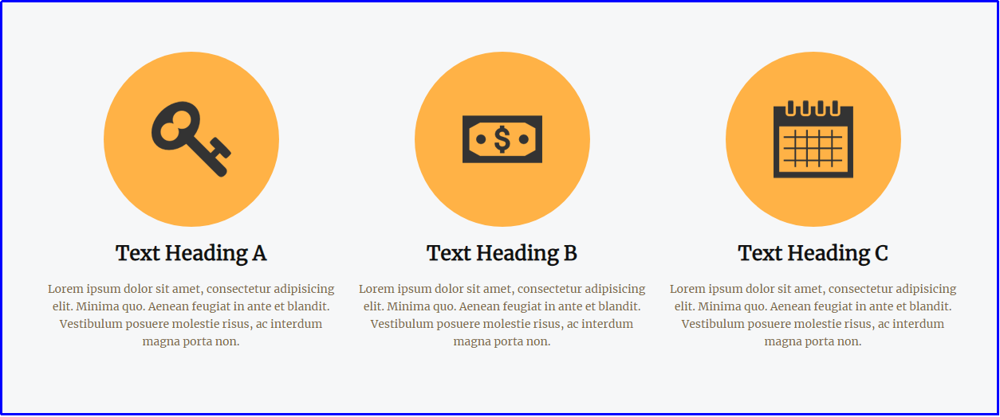 Text Heading A
Lorem ipsum dolor sit amet, consectetur adipisicing
elit. Minima quo. Aenean feugiat in ante et blandit.
Vestibulum posuere molestie risus, ac interdum
magna porta non.
$
Text Heading B
Lorem ipsum dolor sit amet, consectetur adipisicing
elit. Minima quo. Aenean feugiat in ante et blandit.
Vestibulum posuere molestie risus, ac interdum
magna porta non.
Text Heading C
Lorem ipsum dolor sit amet, consectetur adipisicing
elit. Minima quo. Aenean feugiat in ante et blandit.
Vestibulum posuere molestie risus, ac interdum
magna porta non.